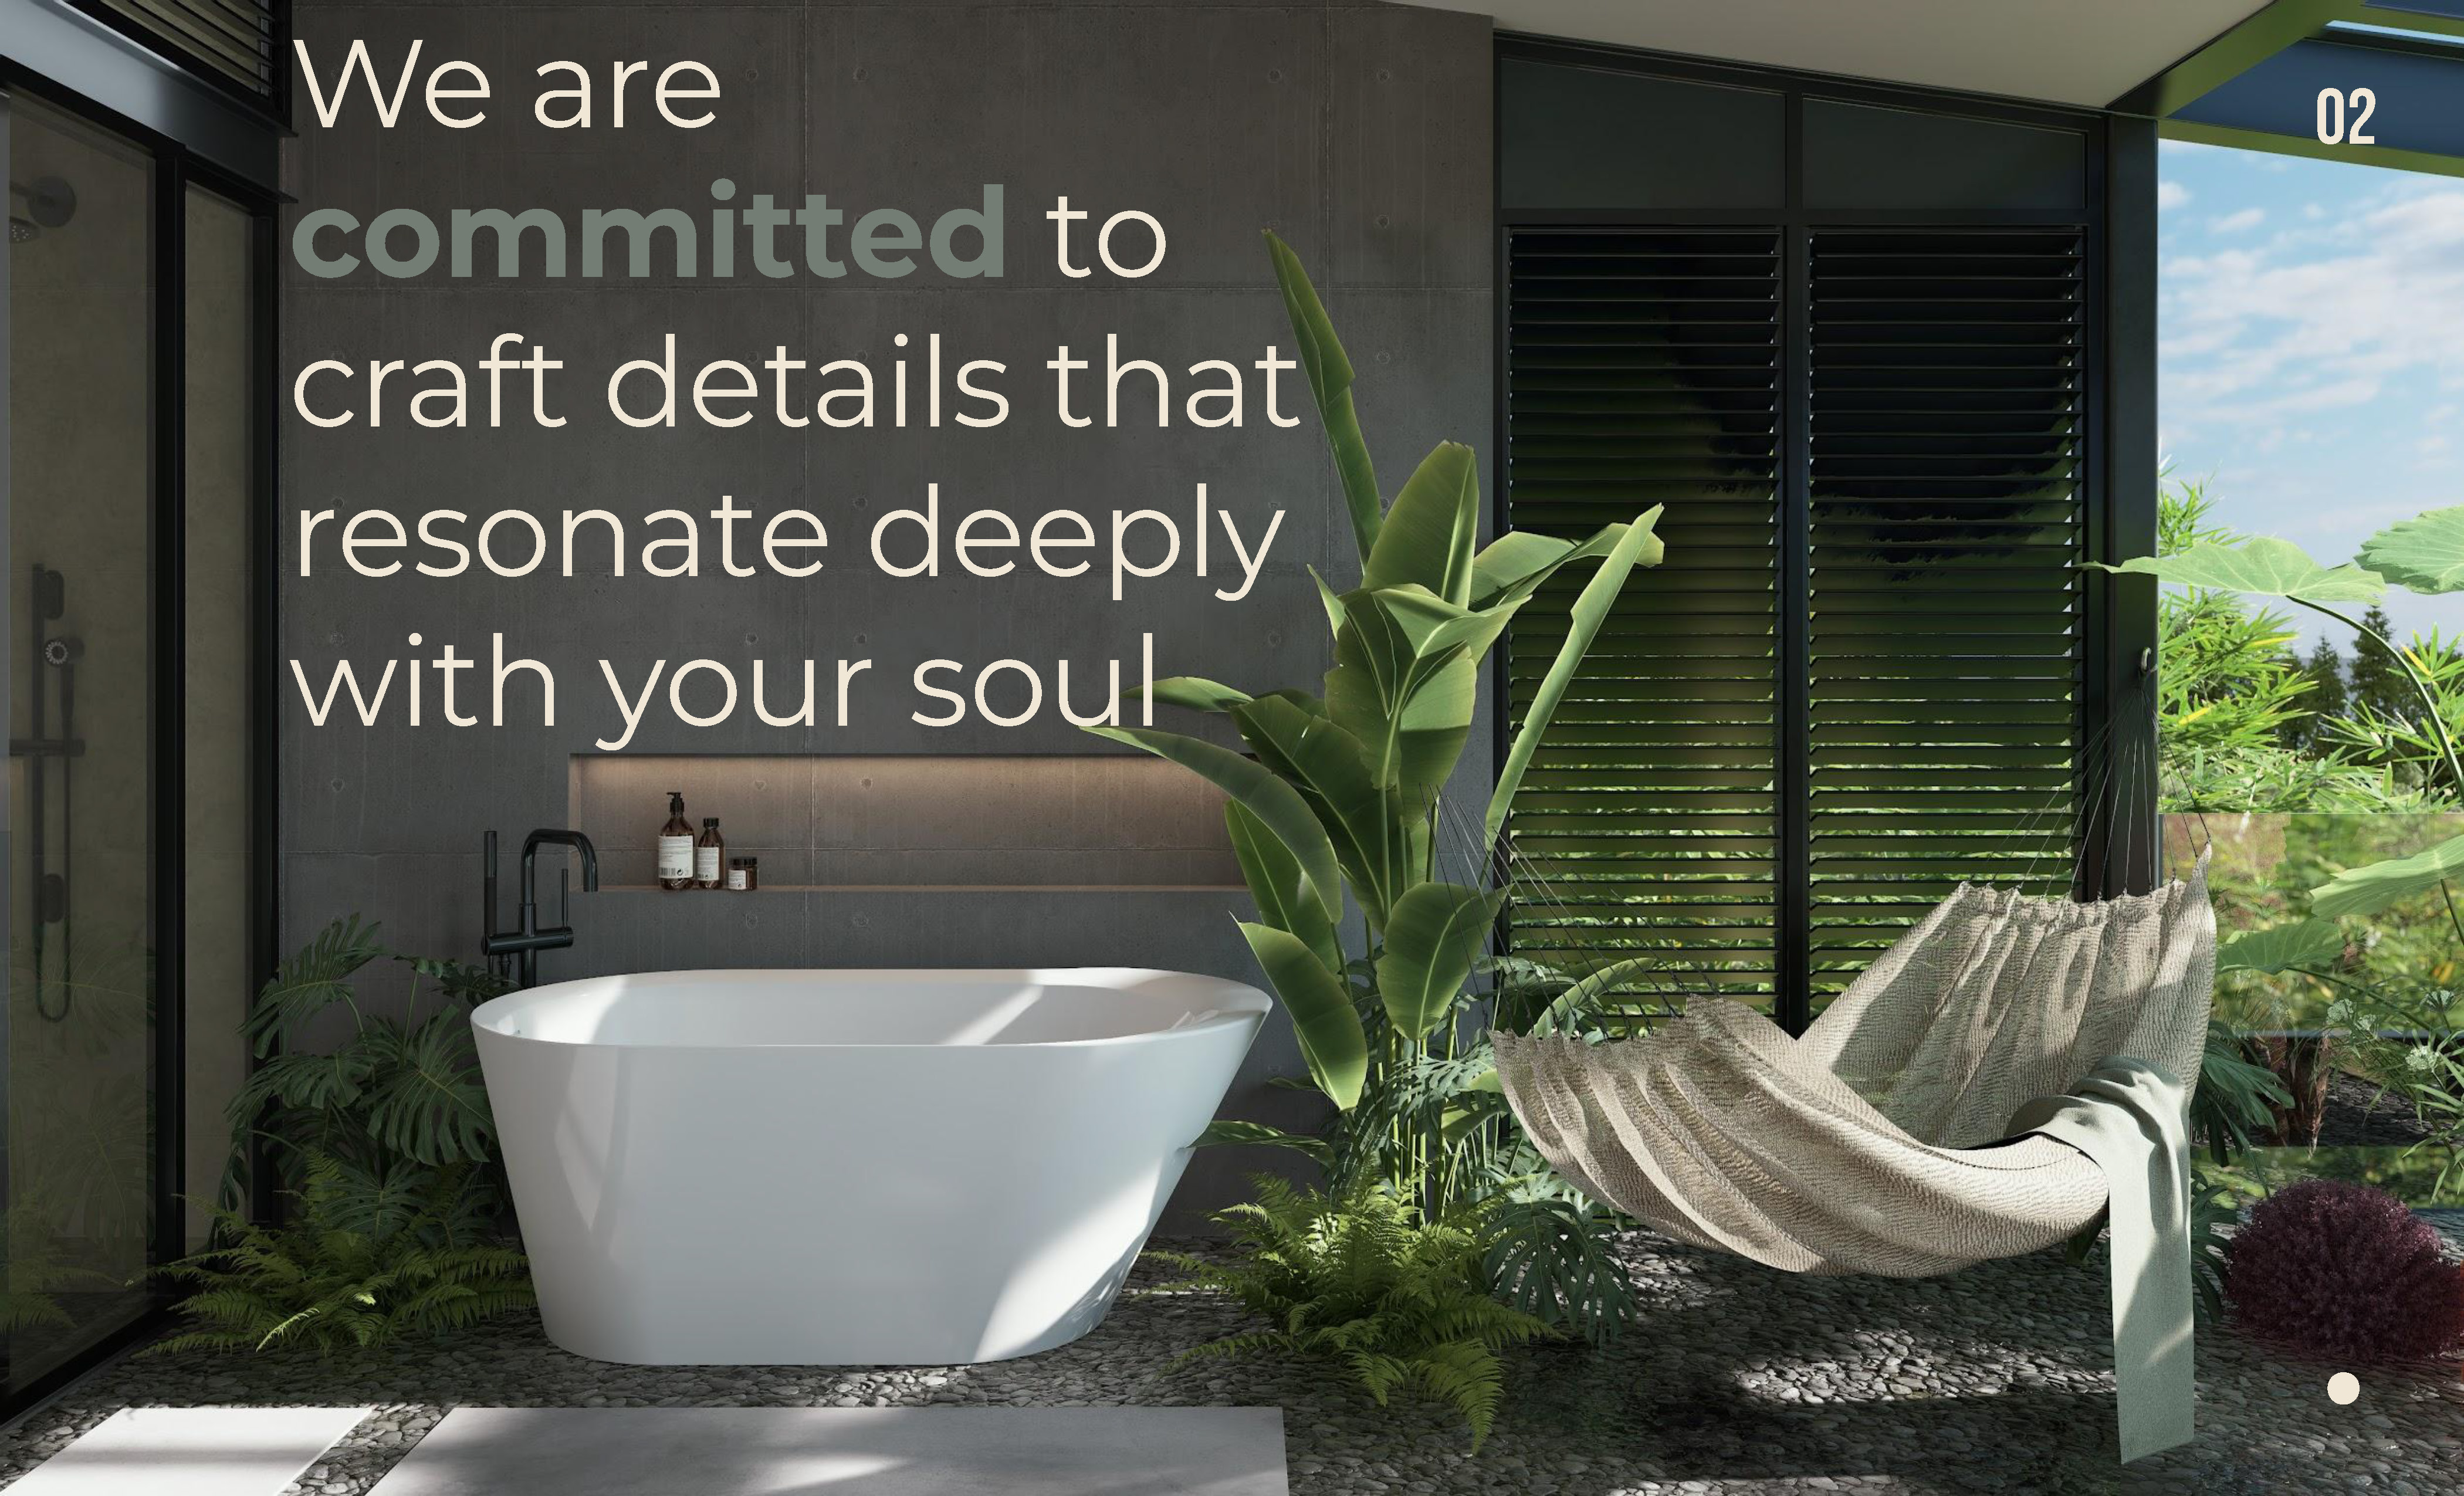 We are
committed to
craft details that
resonate deeply
with your soul
02